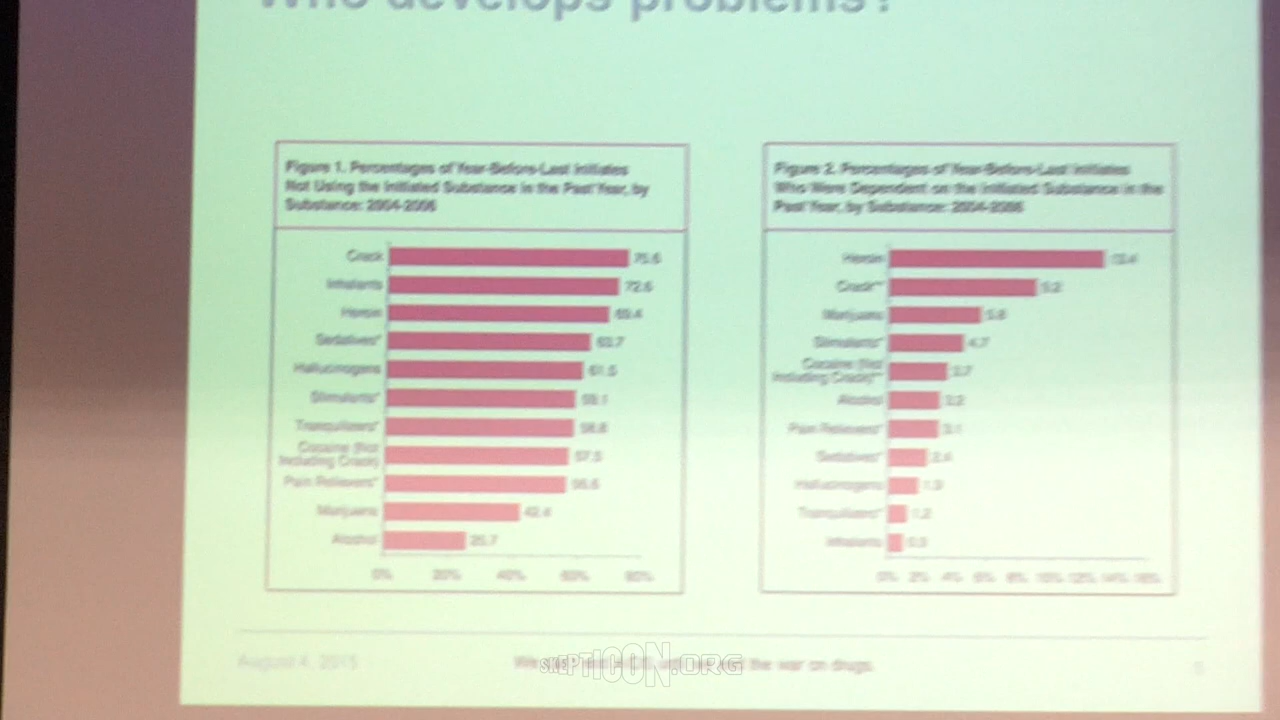 Who develops problems?
Figure 1. Percentages of Year-Before-Last Initiates
Not Using the Initiated Substance in the Past Year, by
Substance: 2004-2006
Crack 75.6
Inhalants 72.6
Heroin 69.4
Sedatives* 63.7
Hallucinogens 61.5
Stimulants* 59.1
Tranquilizers* 58.8
Cocaine (Not
Including Crack) 57.5
Pain Relievers* 56.6
Marijuana 42.4
Alcohol 25.7
0% 20% 40% 60% 80%
Figure 2. Percentages of Year-Before-Last Initiates
Who Were Dependent on the Initiated Substance in the
Past Year, by Substance: 2004-2006
Heroin 13.4
Crack** 9.2
Marijuana 5.8
Stimulants* 4.7
Cocaine (Not
Including Crack)** 3.7
Alcohol 3.2
Pain Relievers* 3.1
Sedatives* 2.4
Hallucinogens 1.9
Tranquilizers* 1.2
Inhalants 0.9
0% 2% 4% 6% 8% 10% 12% 14% 16%
August 4, 2015
the war on drugs.
SKEPTICON.ORG